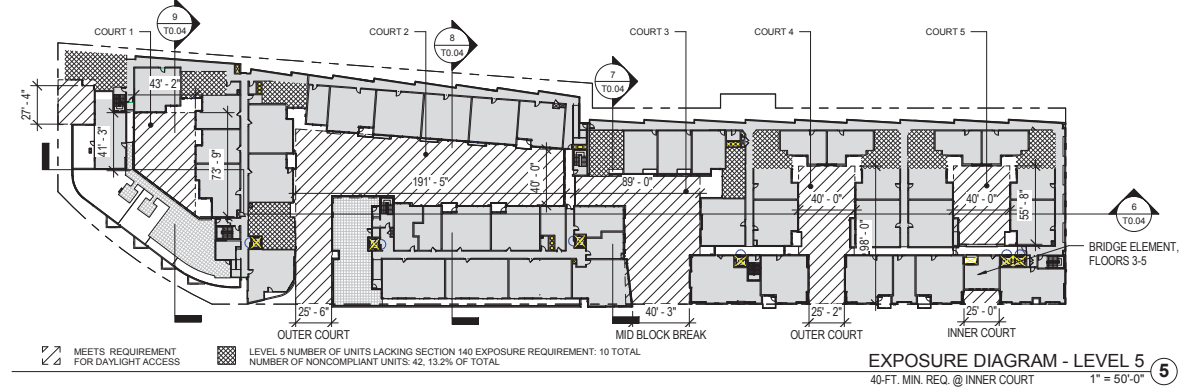 9
T0.04
8
T0.04
7
T0.04
COURT 1
COURT 2
COURT 3
COURT 4
COURT 5
27' - 4"
43' - 2"
41' - 3"
73' - 9"
191' - 5"
40' - 0"
89' - 0"
40' - 0"
98' - 0"
40' - 0"
55' - 8"
6
T0.04
BRIDGE ELEMENT,
FLOORS 3-5
25' - 6"
OUTER COURT
40' - 3"
MID BLOCK BREAK
25' - 2"
OUTER COURT
25' - 0"
INNER COURT
MEETS REQUIREMENT
FOR DAYLIGHT ACCESS
LEVEL 5 NUMBER OF UNITS LACKING SECTION 140 EXPOSURE REQUIREMENT: 10 TOTAL
NUMBER OF NONCOMPLIANT UNITS: 42, 13.2% OF TOTAL
EXPOSURE DIAGRAM - LEVEL 5
40-FT. MIN. REQ. @ INNER COURT
1" = 50'-0"
5